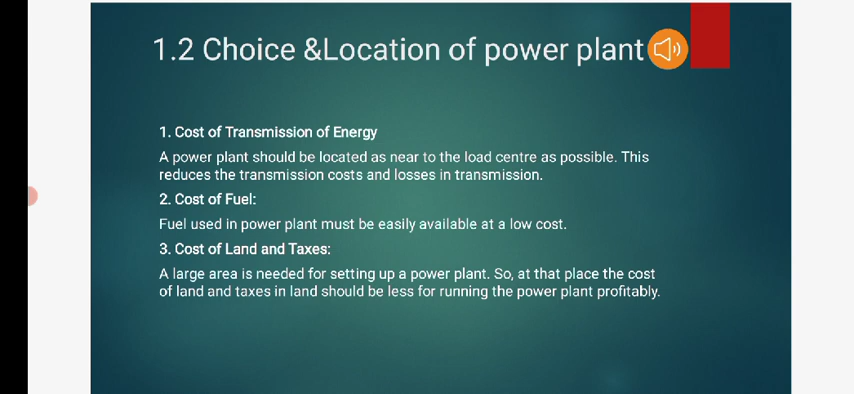 1.2 Choice &Location of power plant
1. Cost of Transmission of Energy
A power plant should be located as near to the load centre as possible. This
reduces the transmission costs and losses in transmission.
2. Cost of Fuel:
Fuel used in power plant must be easily available at a low cost.
3. Cost of Land and Taxes:
A large area is needed for setting up a power plant. So, at that place the cost
of land and taxes in land should be less for running the power plant profitably.